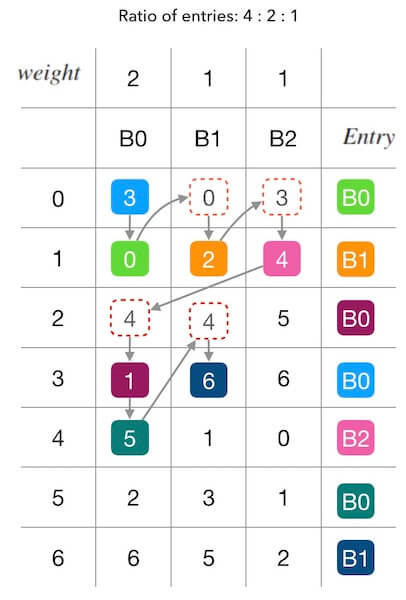 Ratio of entries: 4 : 2 : 1
weight 2 1 1
B0 B1 B2 Entry
0 3 0 3 B0
1 0 2 4 B1
2 4 4 5 B0
3 1 6 6 B0
4 5 1 0 B2
5 2 3 1 B0
6 6 5 2 B1